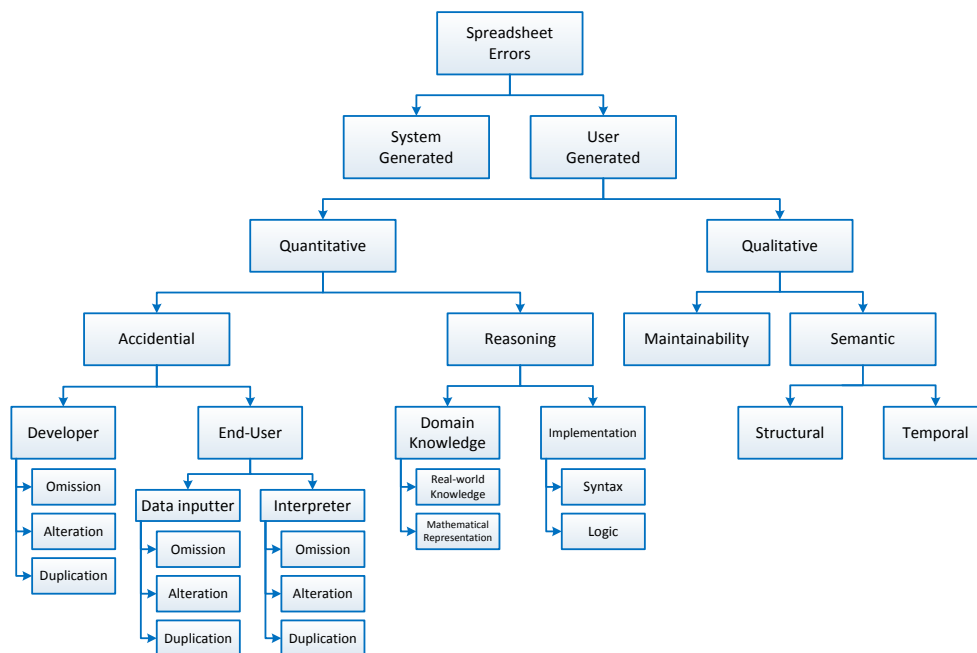 Spreadsheet
Errors
System
Generated
User
Generated
Quantitative
Qualitative
Accidential
Reasoning
Maintainability
Semantic
Developer
End-User
Domain
Knowledge
Implementation
Structural
Temporal
Omission
Alteration
Duplication
Data inputter
Interpreter
Omission
Alteration
Duplication
Omission
Alteration
Duplication
Real-world
Knowledge
Mathematical
Representation
Syntax
Logic